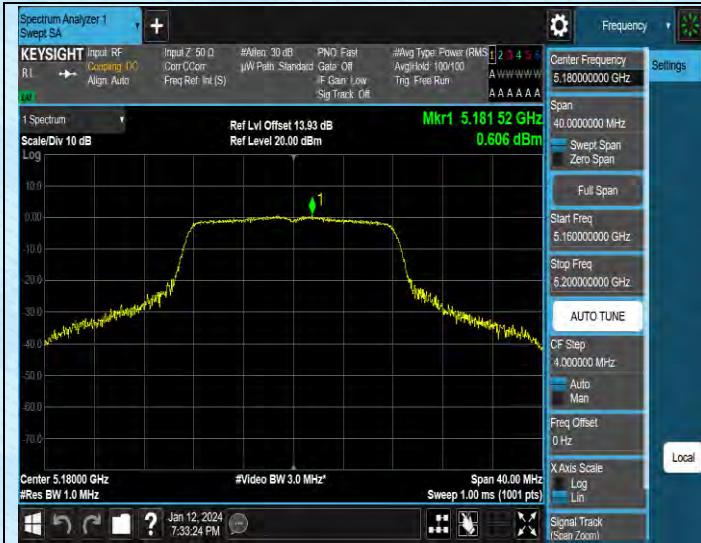 Spectrum Analyzer 1
Swept SA
Frequency
KEYSIGHT
R L
Input: RF
Coupling: DC
Align: Auto
Input Z: 50 Ω
Corr CCorr
Freq Ref: Int (S)
#Atten: 30 dB
µW Path: Standard
PNO: Fast
Gate: Off
IF Gain: Low
Sig Track: Off
#Avg Type: Power (RMS
Avg|Hold: 100/100
Trig: Free Run
1 2 3 4 5 6
A W W W W W
A A A A A A
1 Spectrum
Scale/Div 10 dB
Log
Ref Lvl Offset 13.93 dB
Ref Level 20.00 dBm
Mkr1 5.181 52 GHz
0.606 dBm
10.0
0.00
-10.0
-20.0
-30.0
-40.0
-50.0
-60.0
-70.0
1
Center 5.18000 GHz
#Res BW 1.0 MHz
#Video BW 3.0 MHz*
Span 40.00 MHz
Sweep 1.00 ms (1001 pts)
Jan 12, 2024
7:33:24 PM
Center Frequency
5.180000000 GHz
Span
40.0000000 MHz
Swept Span
Zero Span
Full Span
Start Freq
5.160000000 GHz
Stop Freq
5.200000000 GHz
AUTO TUNE
CF Step
4.000000 MHz
Auto
Man
Freq Offset
0 Hz
X Axis Scale
Log
Lin
Signal Track
(Span Zoom)
Settings
Local